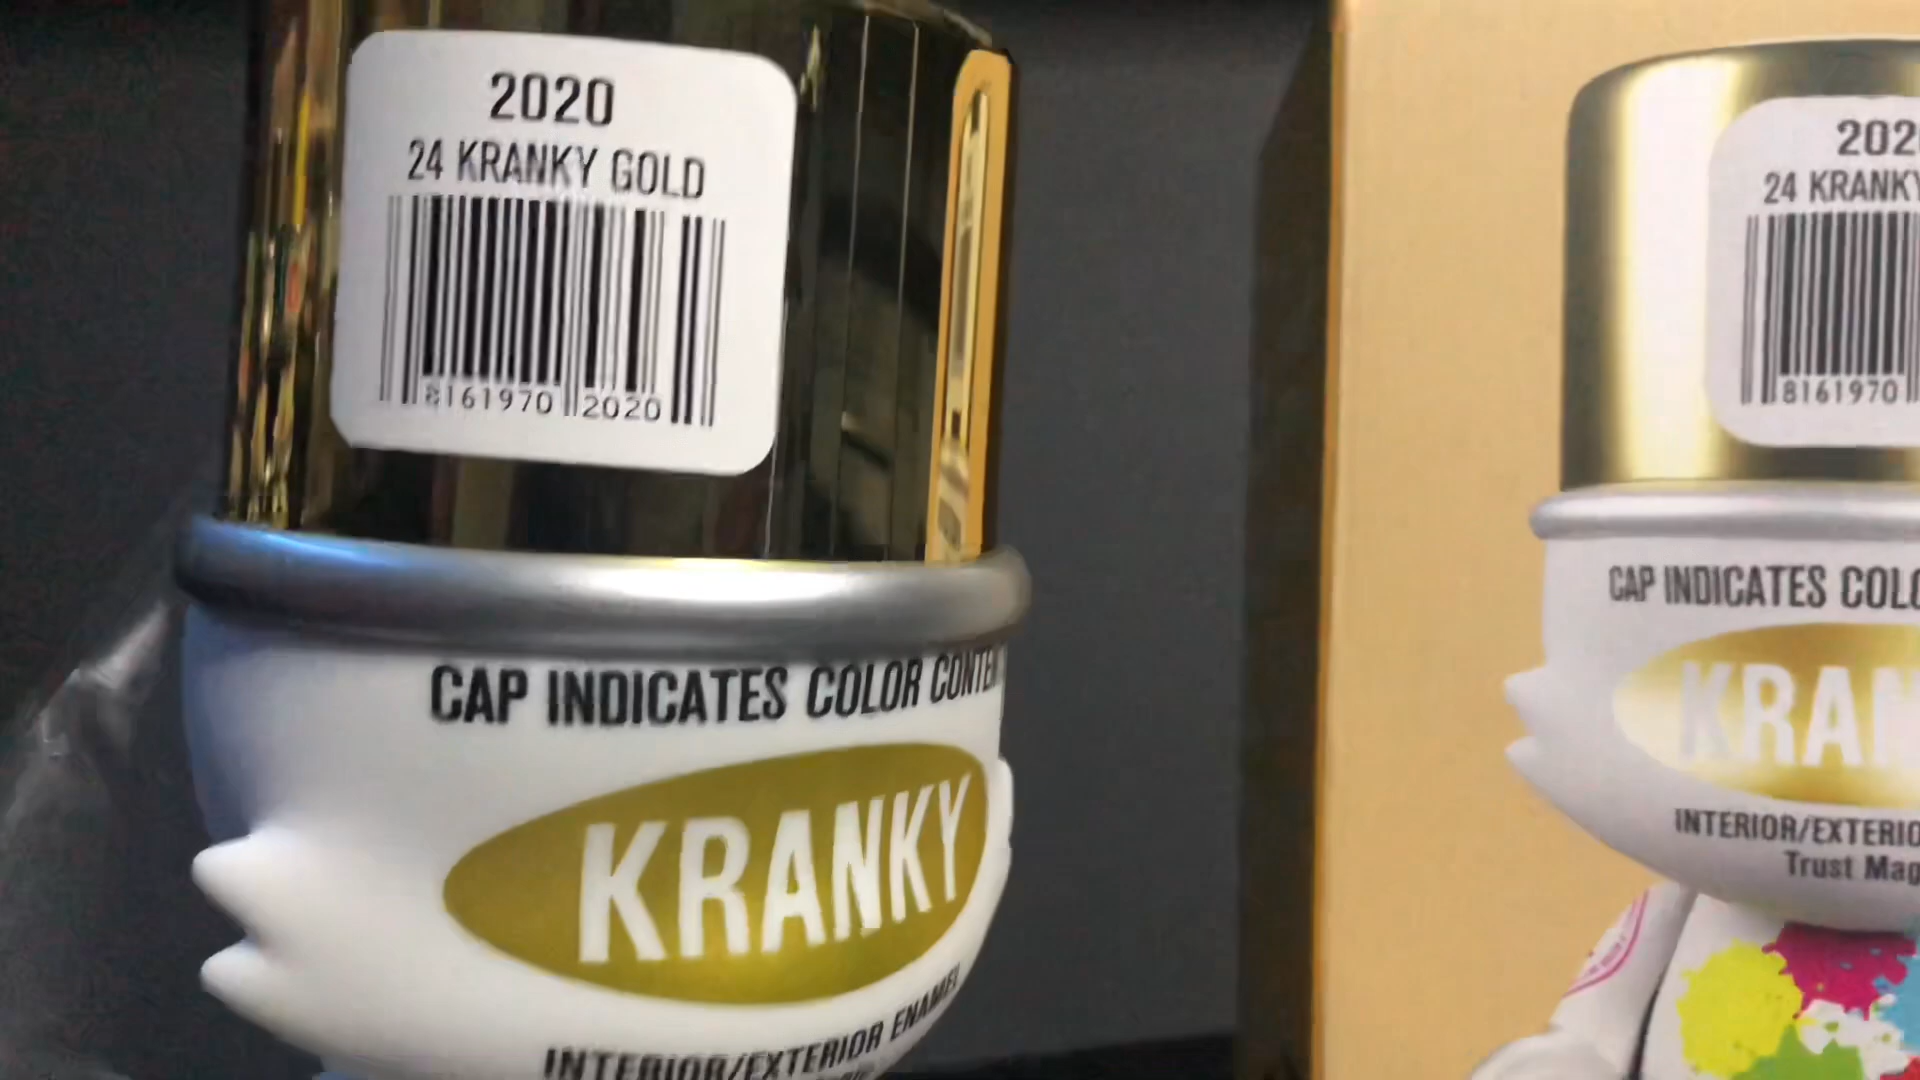 2020
24 KRANKY GOLD
8161970 2020
CAP INDICATES COLOR CONTE
KRANKY
INTERIOR/EXTERIOR ENAMEL
202
24 KRANKY
8161970
CAP INDICATES COLO
KRAN
INTERIOR/EXTERIO
Trust Mag